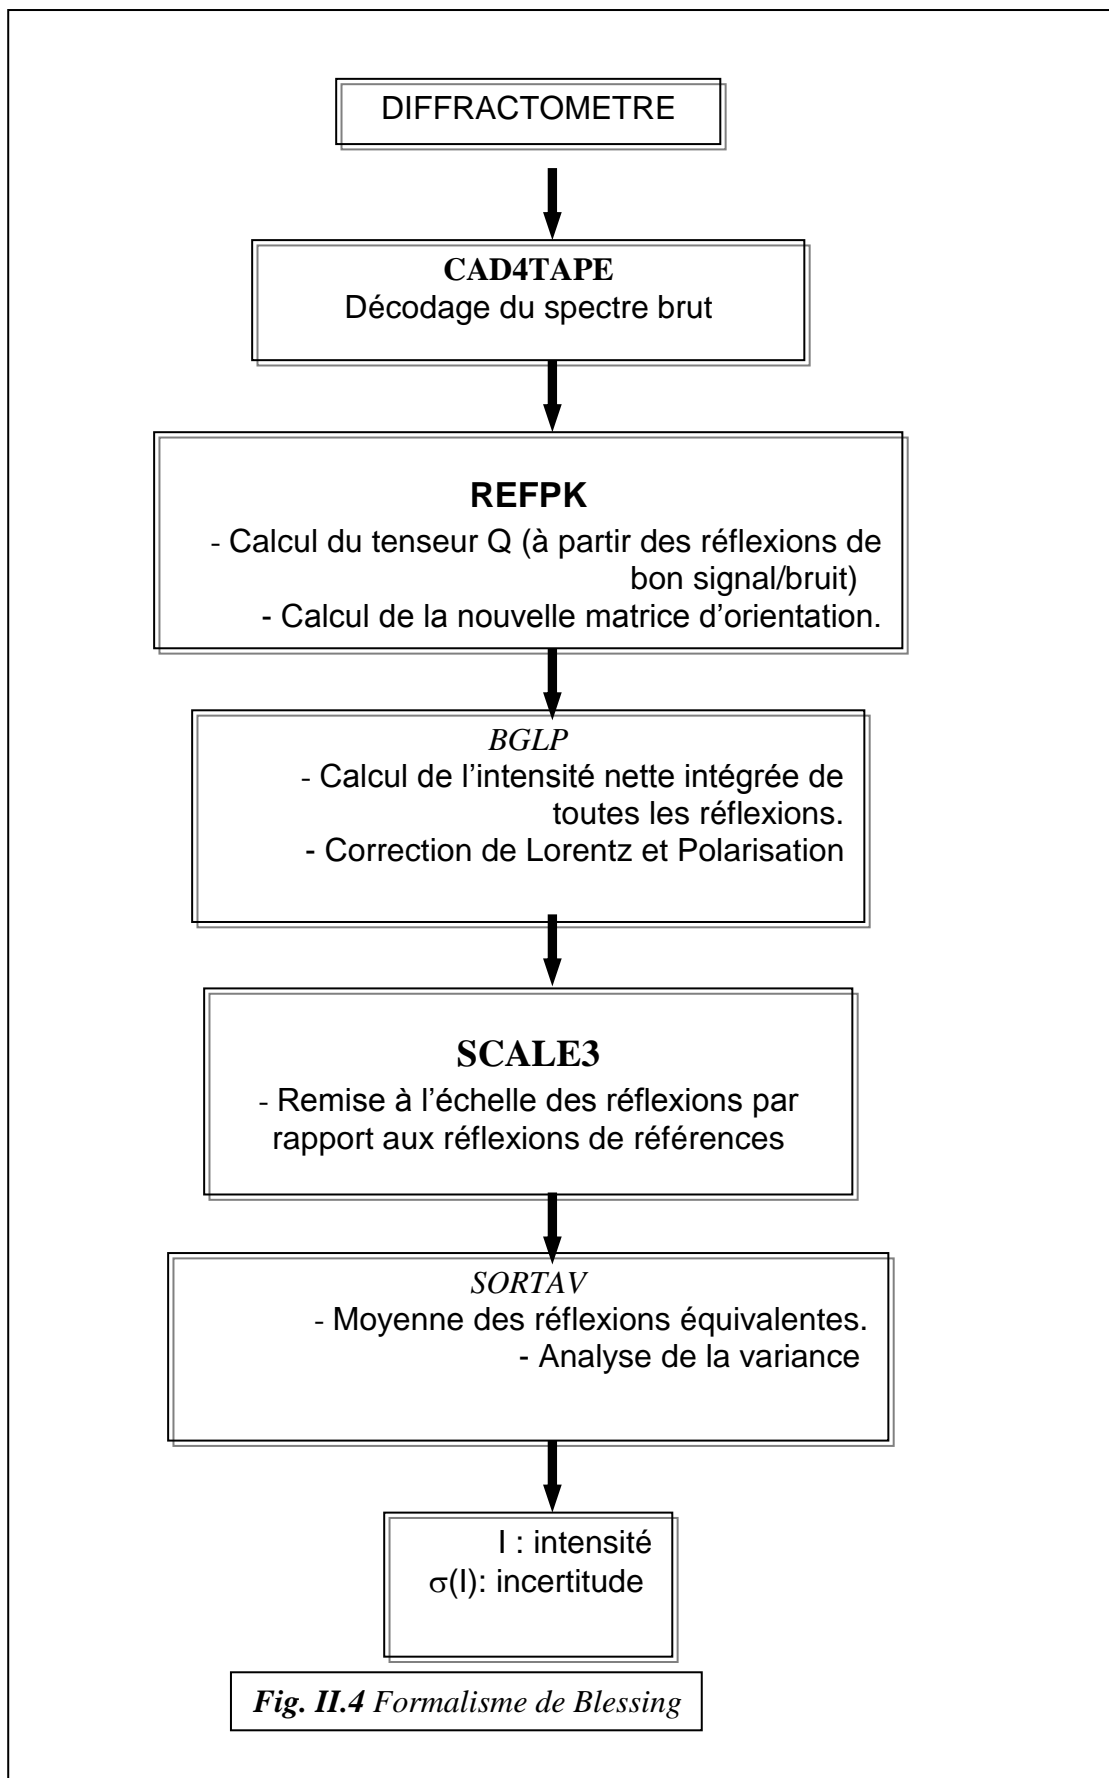 DIFFRACTOMETRE
CAD4TAPE
Décodage du spectre brut
REFPK
- Calcul du tenseur Q (à partir des réflexions de
bon signal/bruit)
- Calcul de la nouvelle matrice d’orientation.
BGLP
- Calcul de l’intensité nette intégrée de
toutes les réflexions.
- Correction de Lorentz et Polarisation
SCALE3
- Remise à l’échelle des réflexions par
rapport aux réflexions de références
SORTAV
- Moyenne des réflexions équivalentes.
- Analyse de la variance
I : intensité
σ(I): incertitude
Fig. II.4 Formalisme de Blessing